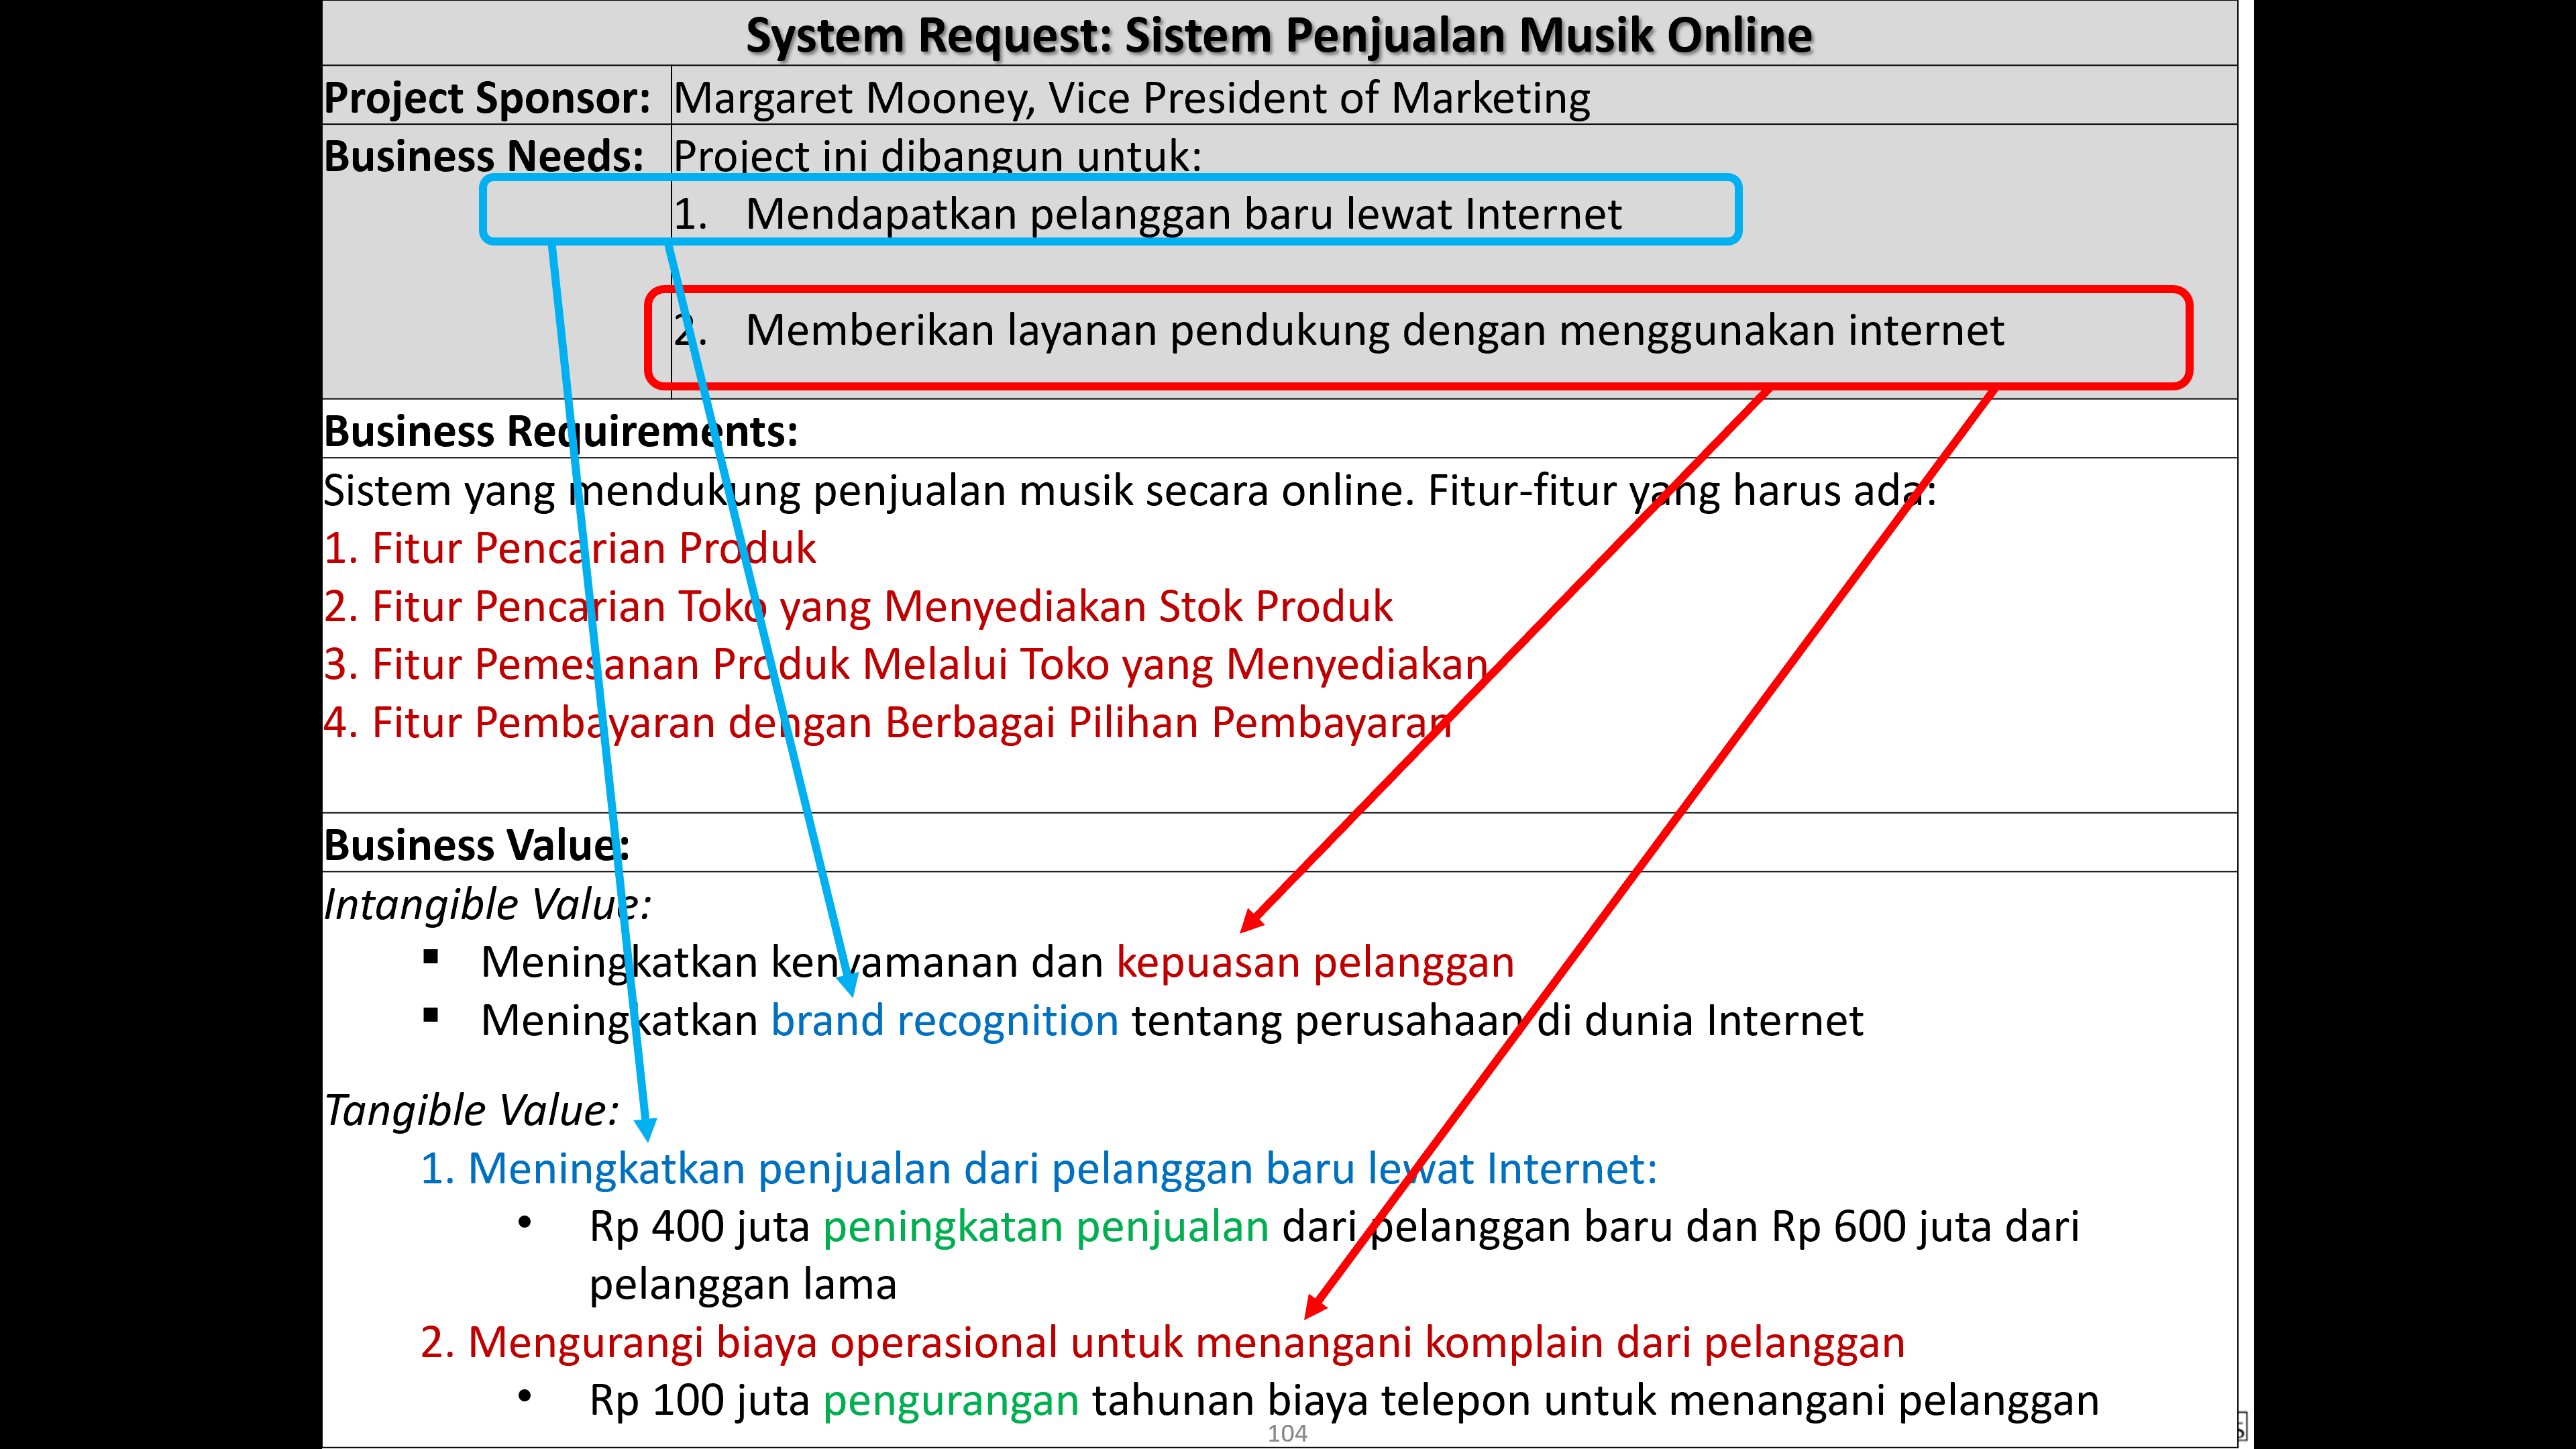 System Request: Sistem Penjualan Musik Online
Project Sponsor: Margaret Mooney, Vice President of Marketing
Business Needs: Project ini dibangun untuk:
1. Mendapatkan pelanggan baru lewat Internet
2. Memberikan layanan pendukung dengan menggunakan internet
Business Requirements:
Sistem yang mendukung penjualan musik secara online. Fitur-fitur yang harus ada:
1. Fitur Pencarian Produk
2. Fitur Pencarian Toko yang Menyediakan Stok Produk
3. Fitur Pemesanan Produk Melalui Toko yang Menyediakan
4. Fitur Pembayaran dengan Berbagai Pilihan Pembayaran
Business Value:
Intangible Value:
▪ Meningkatkan kenyamanan dan kepuasan pelanggan
▪ Meningkatkan brand recognition tentang perusahaan di dunia Internet
Tangible Value:
1. Meningkatkan penjualan dari pelanggan baru lewat Internet:
• Rp 400 juta peningkatan penjualan dari pelanggan baru dan Rp 600 juta dari
pelanggan lama
2. Mengurangi biaya operasional untuk menangani komplain dari pelanggan
• Rp 100 juta pengurangan tahunan biaya telepon untuk menangani pelanggan
104